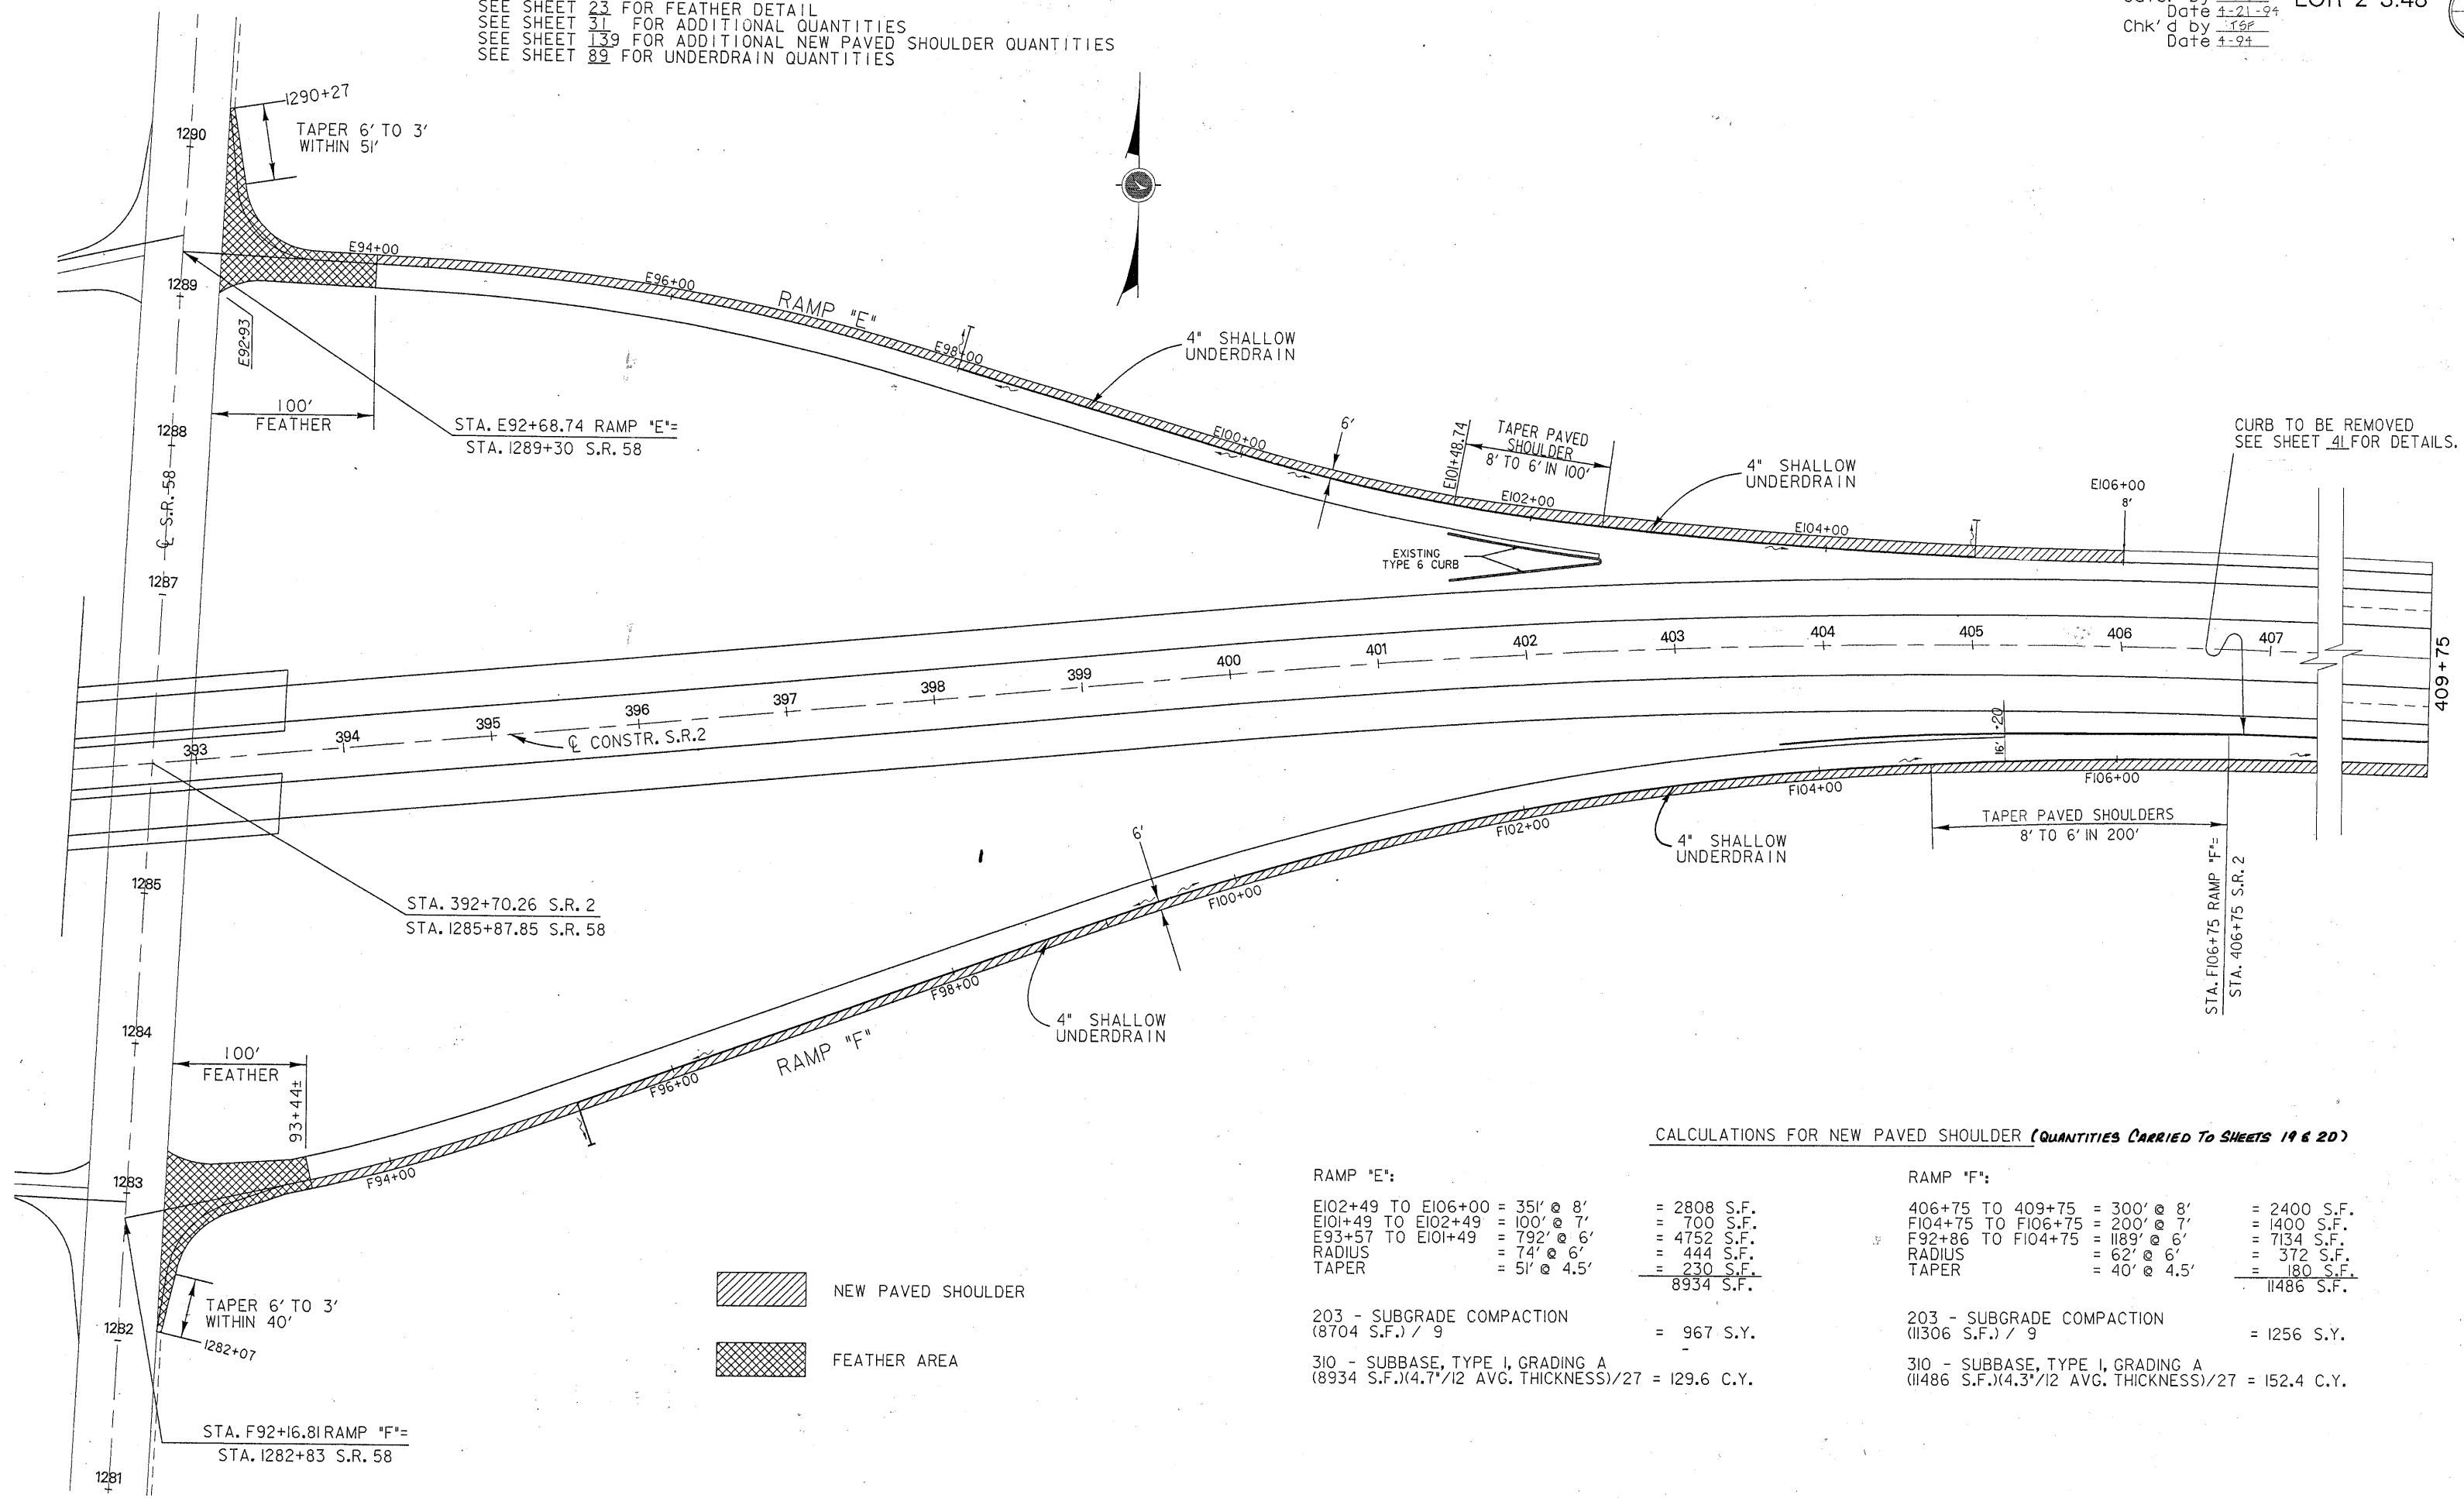 SEE SHEET 23 FOR FEATHER DETAIL
SEE SHEET 31 FOR ADDITIONAL QUANTITIES
SEE SHEET 139 FOR ADDITIONAL NEW PAVED SHOULDER QUANTITIES
SEE SHEET 89 FOR UNDERDRAIN QUANTITIES
Date 4-21-94
Chk'd by
Date 4-94
1290+27
TAPER 6' TO 3'
WITHIN 51'
1290
1289
1288
℄ S.R. 58
1287
1285
1284
1283
1282
1281
E92+93
100'
FEATHER
STA. E92+68.74 RAMP "E"=
STA. 1289+30 S.R. 58
E94+00
E96+00
RAMP "E"
E98+00
4" SHALLOW
UNDERDRAIN
E100+00
6'
E101+48.74
TAPER PAVED
SHOULDER
8' TO 6' IN 100'
E102+00
4" SHALLOW
UNDERDRAIN
E104+00
E106+00
8'
CURB TO BE REMOVED
SEE SHEET 41 FOR DETAILS.
EXISTING
TYPE 6 CURB
393
394
395
396
397
398
399
400
401
402
403
404
405
406
407
409+75
℄ CONSTR. S.R.2
STA. 392+70.26 S.R. 2
STA. 1285+87.85 S.R. 58
16'
+20
6'
F94+00
F96+00
RAMP "F"
F98+00
F100+00
F102+00
F104+00
F106+00
4" SHALLOW
UNDERDRAIN
4" SHALLOW
UNDERDRAIN
TAPER PAVED SHOULDERS
8' TO 6' IN 200'
STA. F106+75 RAMP "F"=
STA. 406+75 S.R. 2
100'
FEATHER
93+44±
TAPER 6' TO 3'
WITHIN 40'
1282+07
STA. F92+16.81 RAMP "F"=
STA. 1282+83 S.R. 58
NEW PAVED SHOULDER
FEATHER AREA
CALCULATIONS FOR NEW PAVED SHOULDER (QUANTITIES CARRIED TO SHEETS 19 & 20)
RAMP "E":
E102+49 TO E106+00 = 351' @ 8' = 2808 S.F.
E101+49 TO E102+49 = 100' @ 7' = 700 S.F.
E93+57 TO E101+49 = 792' @ 6' = 4752 S.F.
RADIUS = 74' @ 6' = 444 S.F.
TAPER = 51' @ 4.5' = 230 S.F.
8934 S.F.
203 - SUBGRADE COMPACTION
(8704 S.F.) / 9 = 967 S.Y.
310 - SUBBASE, TYPE I, GRADING A
(8934 S.F.)(4.7"/12 AVG. THICKNESS)/27 = 129.6 C.Y.
RAMP "F":
406+75 TO 409+75 = 300' @ 8' = 2400 S.F.
F104+75 TO F106+75 = 200' @ 7' = 1400 S.F.
F92+86 TO F104+75 = 1189' @ 6' = 7134 S.F.
RADIUS = 62' @ 6' = 372 S.F.
TAPER = 40' @ 4.5' = 180 S.F.
11486 S.F.
203 - SUBGRADE COMPACTION
(11306 S.F.) / 9 = 1256 S.Y.
310 - SUBBASE, TYPE I, GRADING A
(11486 S.F.)(4.3"/12 AVG. THICKNESS)/27 = 152.4 C.Y.